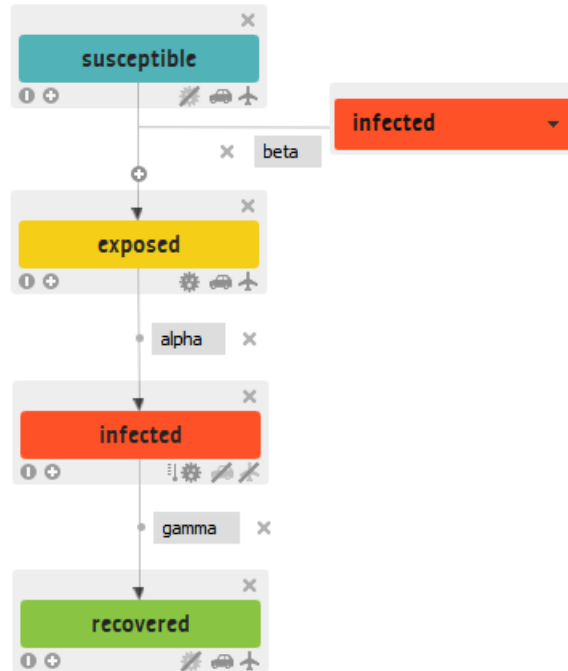 susceptible
infected
beta
exposed
alpha
infected
gamma
recovered